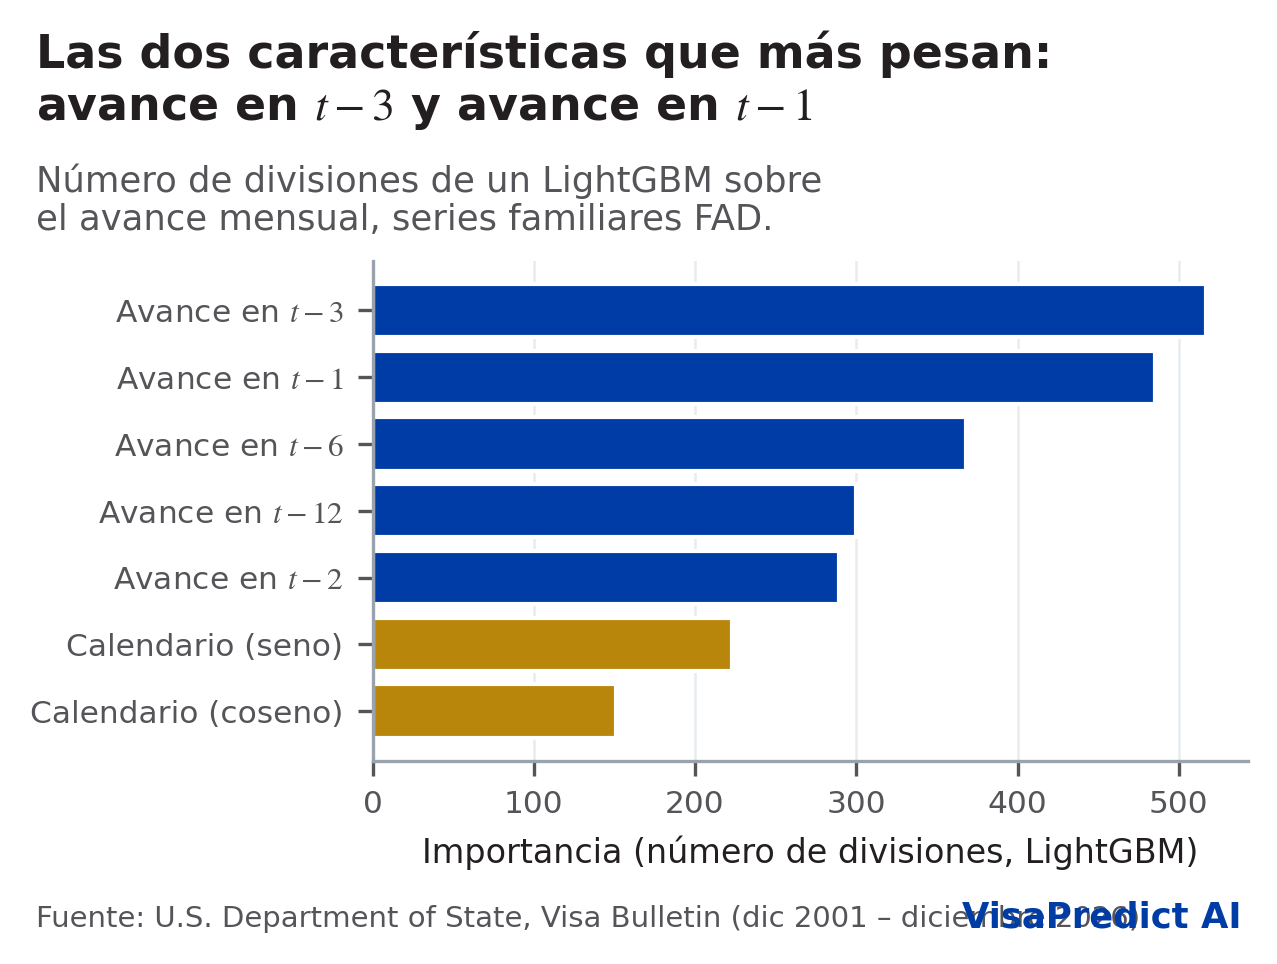 Las dos características que más pesan:
avance en t − 3 y avance en t − 1
Número de divisiones de un LightGBM sobre
el avance mensual, series familiares FAD.
Avance en t − 3
Avance en t − 1
Avance en t − 6
Avance en t − 12
Avance en t − 2
Calendario (seno)
Calendario (coseno)
0 100 200 300 400 500
Importancia (número de divisiones, LightGBM)
Fuente: U.S. Department of State, Visa Bulletin (dic 2001 – diciembre 2026)
VisaPredict AI